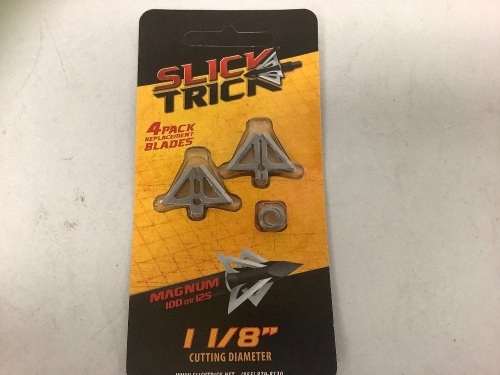 SLICK
TRICK
4 PACK
REPLACEMENT
BLADES
MAGNUM
100 OR 125
1 1/8"
CUTTING DIAMETER